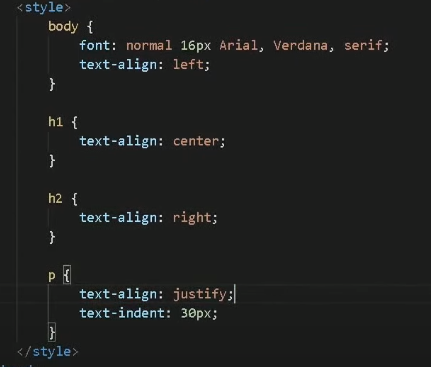 <style>
body {
font: normal 16px Arial, Verdana, serif;
text-align: left;
}
h1 {
text-align: center;
}
h2 {
text-align: right;
}
p {
text-align: justify;
text-indent: 30px;
}
</style>